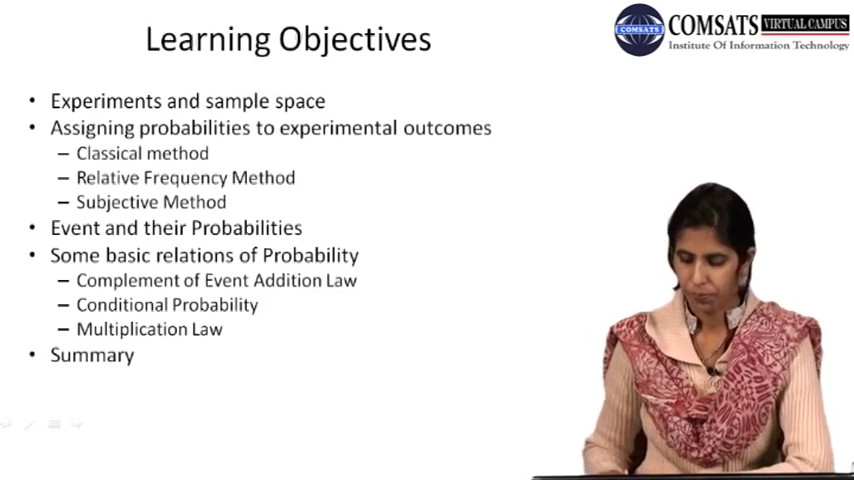 Learning Objectives
COMSATS
COMSATS VIRTUAL CAMPUS
Institute Of Information Technology
• Experiments and sample space
• Assigning probabilities to experimental outcomes
– Classical method
– Relative Frequency Method
– Subjective Method
• Event and their Probabilities
• Some basic relations of Probability
– Complement of Event Addition Law
– Conditional Probability
– Multiplication Law
• Summary